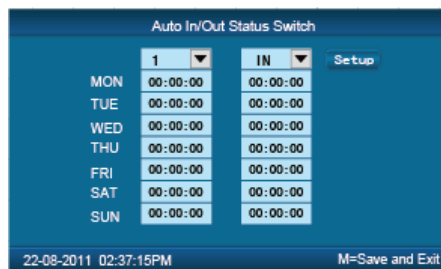 Auto In/Out Status Switch
1 IN Setup
MON 00:00:00 00:00:00
TUE 00:00:00 00:00:00
WED 00:00:00 00:00:00
THU 00:00:00 00:00:00
FRI 00:00:00 00:00:00
SAT 00:00:00 00:00:00
SUN 00:00:00 00:00:00
22-08-2011 02:37:15PM M=Save and Exit